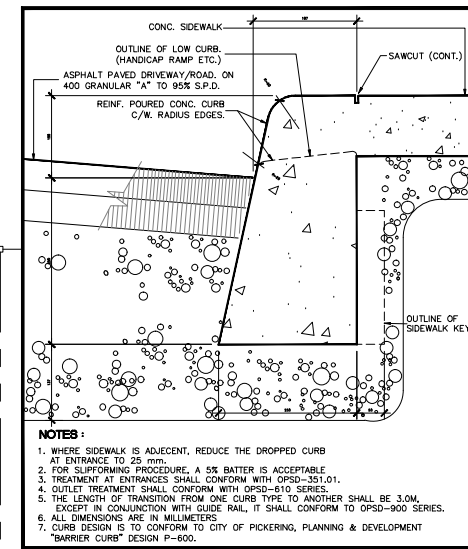 CONC. SIDEWALK
OUTLINE OF LOW CURB.
(HANDICAP RAMP ETC.)
SAWCUT (CONT.)
ASPHALT PAVED DRIVEWAY/ROAD. ON
400 GRANULAR "A" TO 95% S.P.D.
REINF. POURED CONC. CURB
C/W. RADIUS EDGES.
OUTLINE OF
SIDEWALK KEY
NOTES :
1. WHERE SIDEWALK IS ADJECENT, REDUCE THE DROPPED CURB
AT ENTRANCE TO 25 mm.
2. FOR SLIPFORMING PROCEDURE, A 5% BATTER IS ACCEPTABLE
3. TREATMENT AT ENTRANCES SHALL CONFORM WITH OPSD-351.01.
4. OUTLET TREATMENT SHALL CONFORM WITH OPSD-610 SERIES.
5. THE LENGTH OF TRANSITION FROM ONE CURB TYPE TO ANOTHER SHALL BE 3.0M,
EXCEPT IN CONJUNCTION WITH GUIDE RAIL, IT SHALL CONFORM TO OPSD-900 SERIES.
6. ALL DIMENSIONS ARE IN MILLIMETERS
7. CURB DESIGN IS TO CONFORM TO CITY OF PICKERING, PLANNING & DEVELOPMENT
"BARRIER CURB" DESIGN P-600.